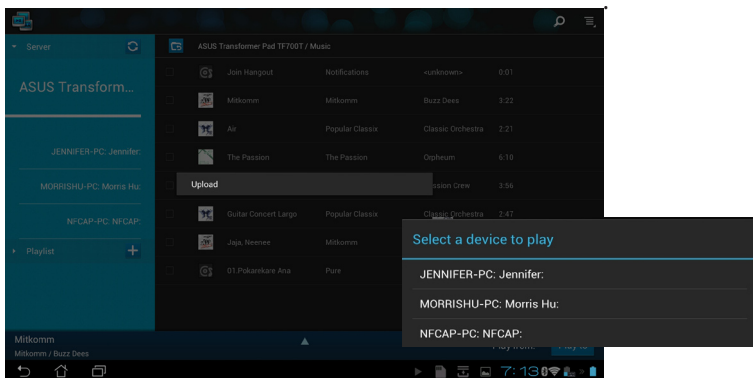 Server
ASUS Transformer Pad TF700T / Music
ASUS Transform...
Join Hangout Notifications <unknown> 0:01
Mitkomm Mitkomm Buzz Dees 3:22
Air Popular Classix Classic Orchestra 2:21
JENNIFER-PC: Jennifer:
The Passion The Passion Orpheum 6:10
MORRISHU-PC: Morris Hu:
Upload
ssion Crew 3:56
NFCAP-PC: NFCAP:
Guitar Concert Largo Popular Classix Classic Orchestra 2:47
Playlist
Jaja, Neenee Mitkomm
01.Pokarekare Ana Pure
Select a device to play
JENNIFER-PC: Jennifer:
MORRISHU-PC: Morris Hu:
NFCAP-PC: NFCAP:
Mitkomm
Mitkomm / Buzz Dees
7:13